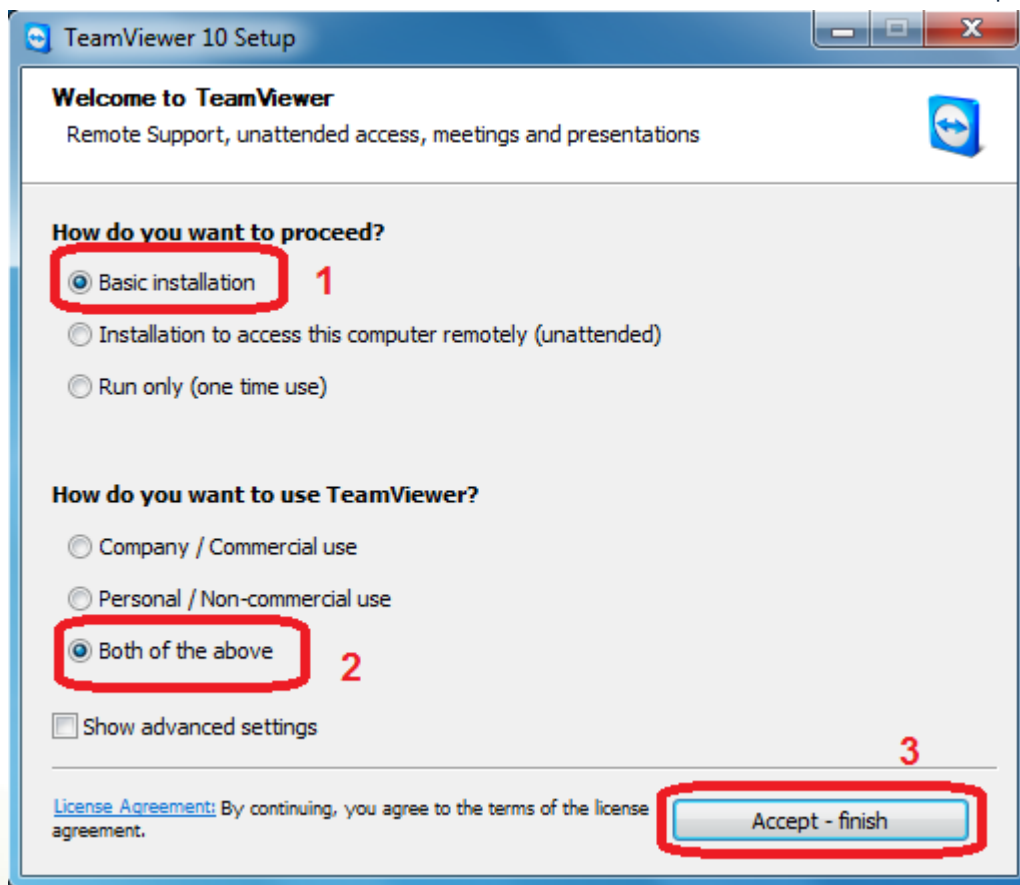 TeamViewer 10 Setup
Welcome to TeamViewer
Remote Support, unattended access, meetings and presentations
How do you want to proceed?
Basic installation 1
Installation to access this computer remotely (unattended)
Run only (one time use)
How do you want to use TeamViewer?
Company / Commercial use
Personal / Non-commercial use
Both of the above 2
Show advanced settings
3
License Agreement: By continuing, you agree to the terms of the license
agreement.
Accept - finish